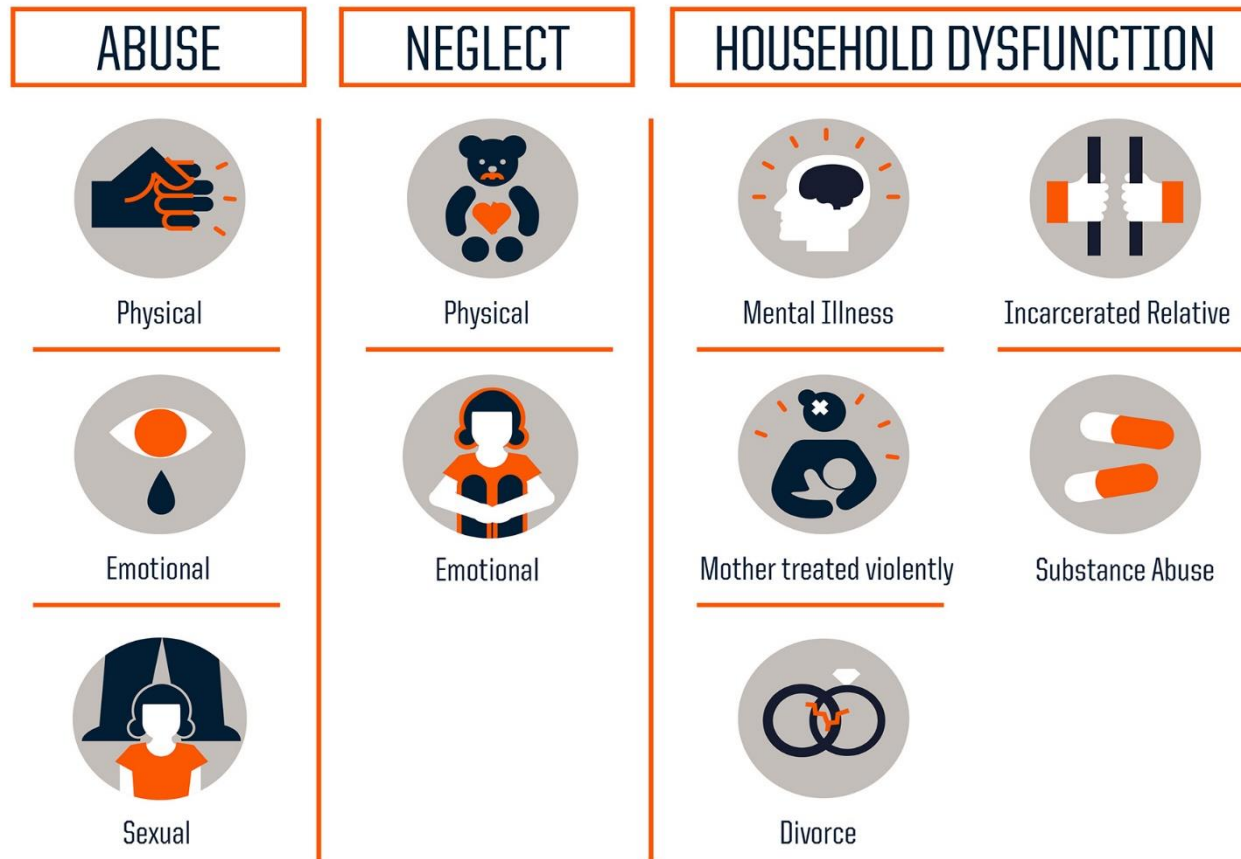 ABUSE
Physical
Emotional
Sexual
NEGLECT
Physical
Emotional
HOUSEHOLD DYSFUNCTION
Mental Illness
Incarcerated Relative
Mother treated violently
Substance Abuse
Divorce